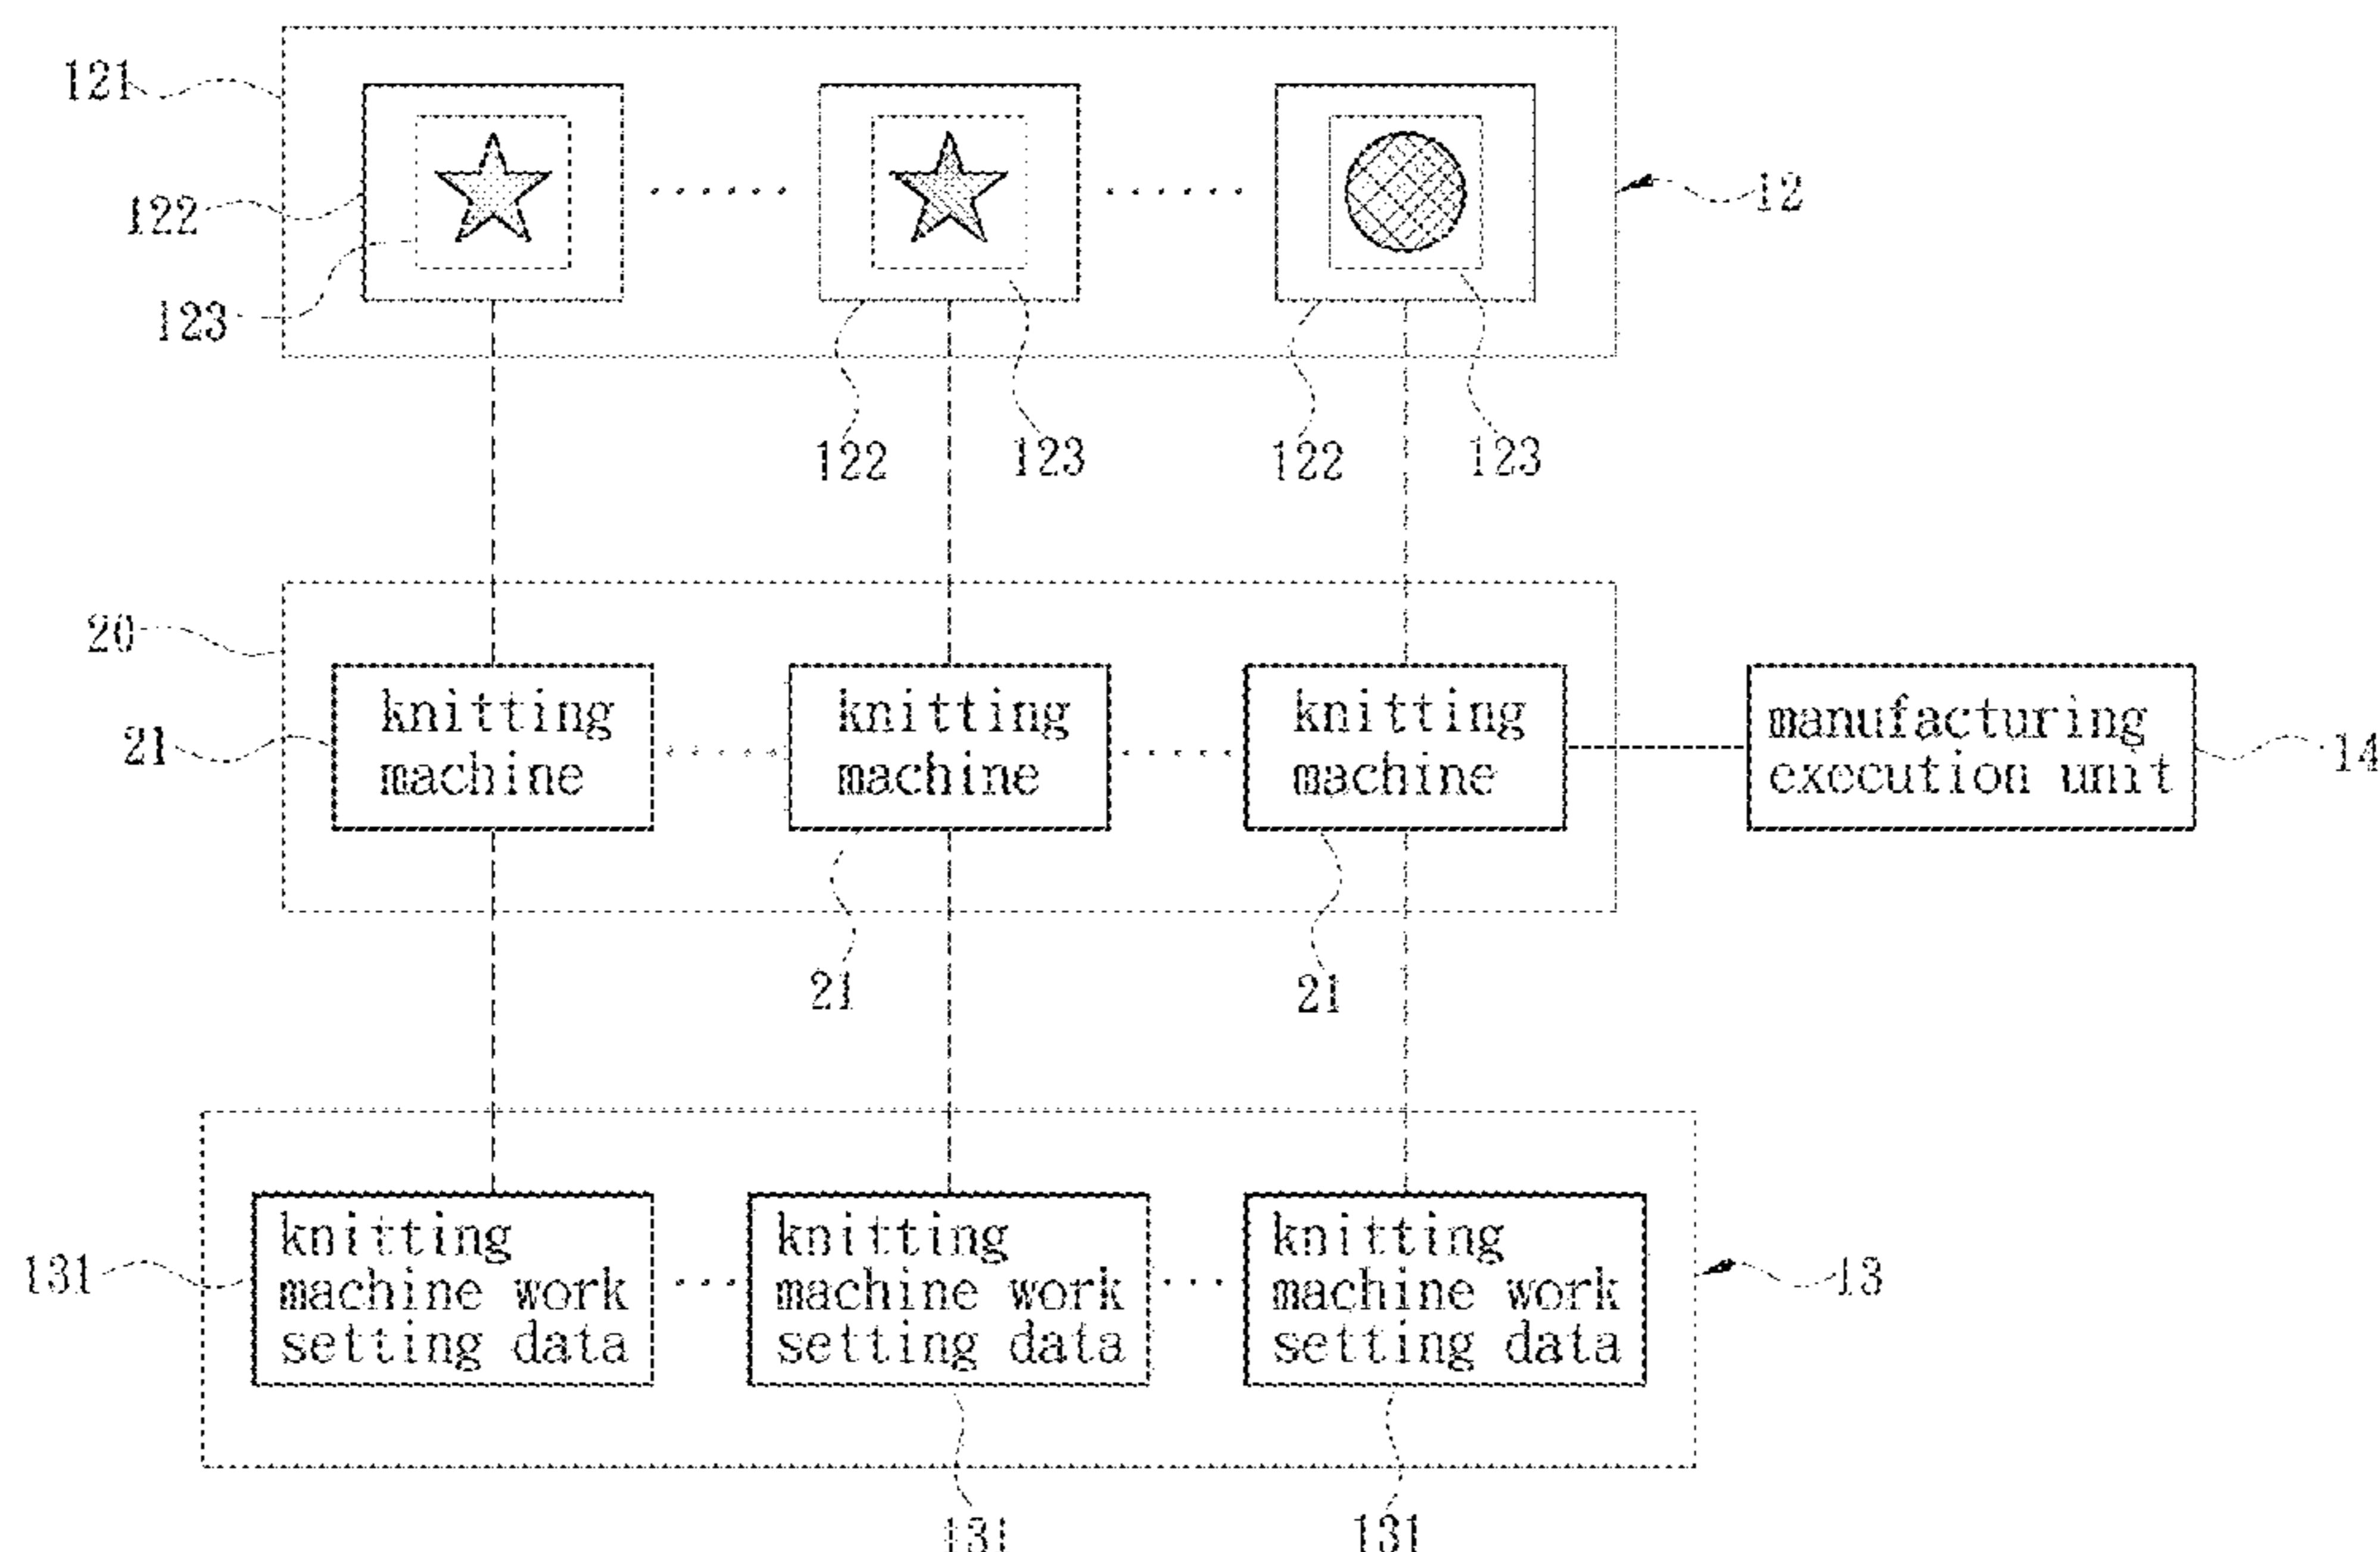 121
122
123
12
122
123
122
123
20
21
knitting
machine
knitting
machine
knitting
machine
manufacturing
execution unit
14
21
21
131
knitting
machine work
setting data
knitting
machine work
setting data
knitting
machine work
setting data
13
131
131